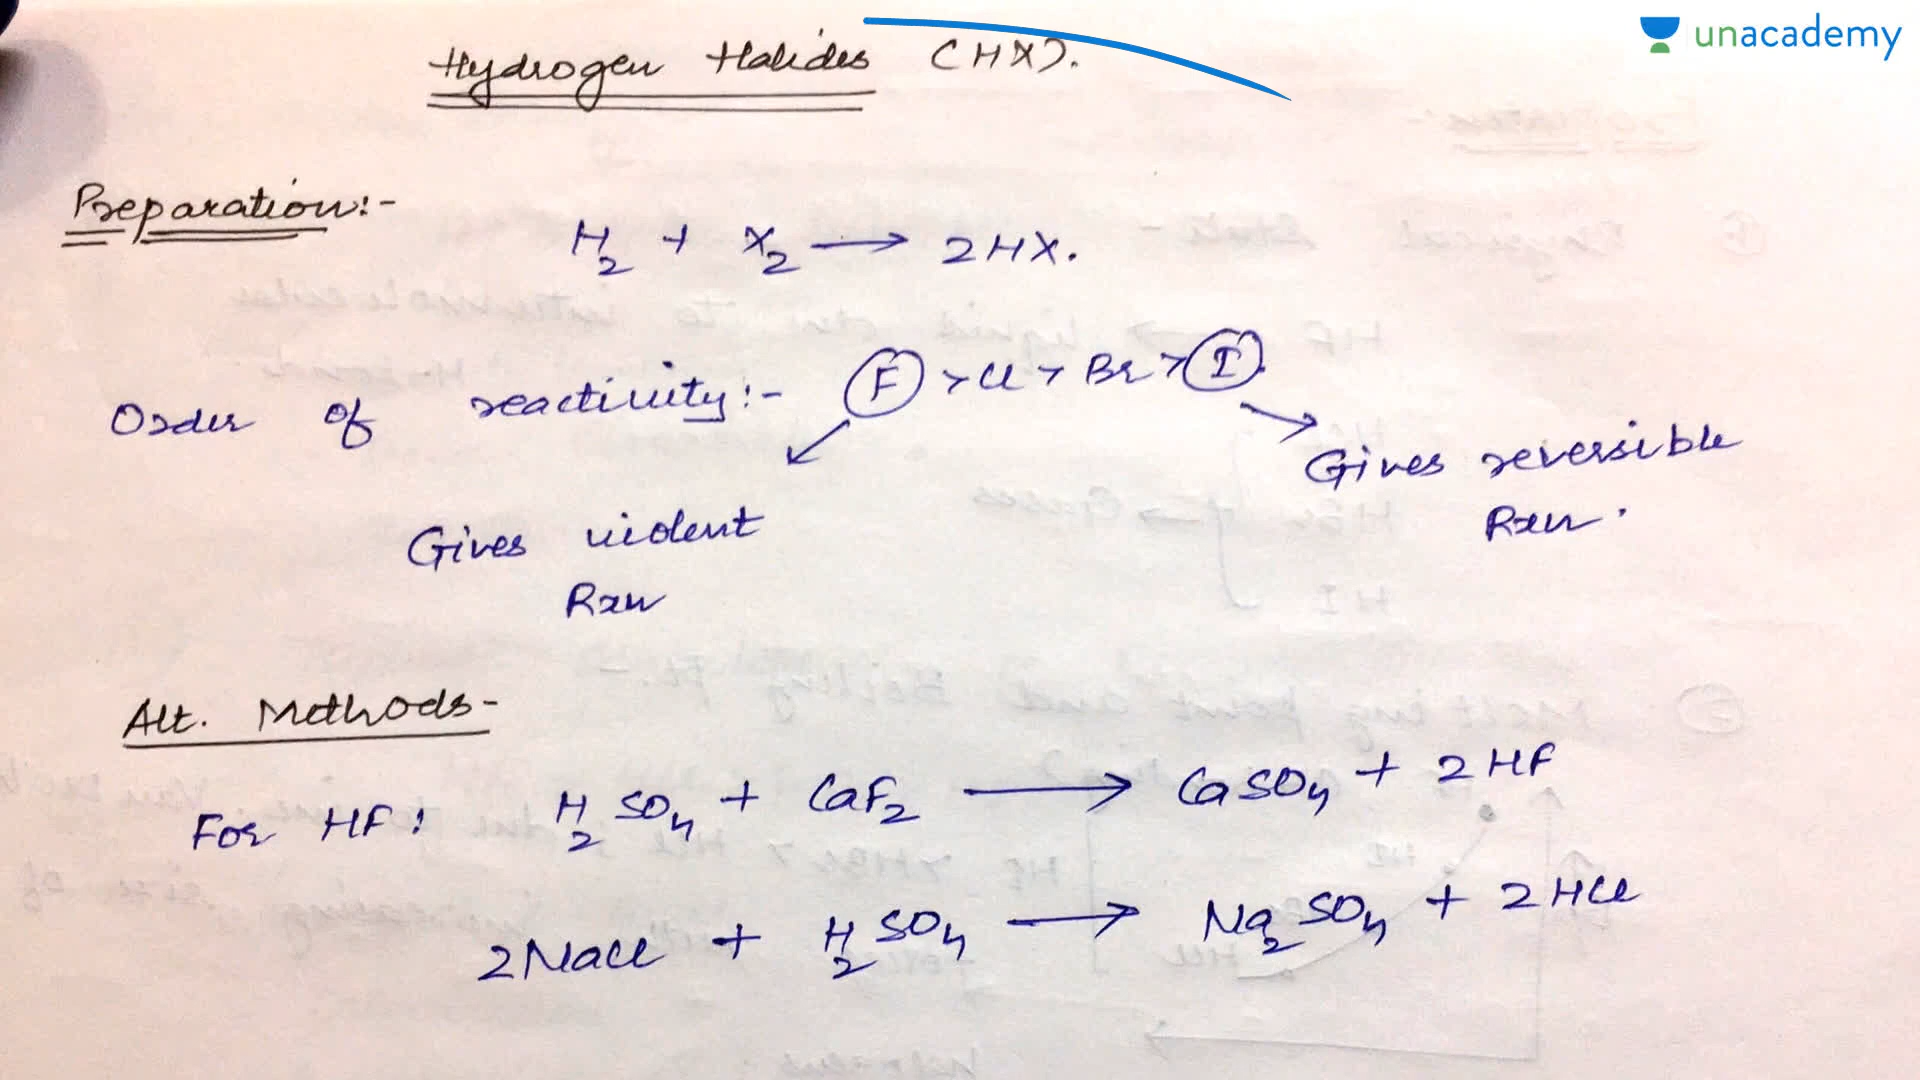 unacademy
Hydrogen Halides (HX).
Preparation:-
H₂ + X₂ → 2HX.
Order of reactivity:- F > Cl > Br > I.
Gives reversible
Rxn.
Gives violent
Rxn
Alt. Methods-
For HF: H₂SO₄ + CaF₂ → CaSO₄ + 2HF
2NaCl + H₂SO₄ → Na₂SO₄ + 2HCl